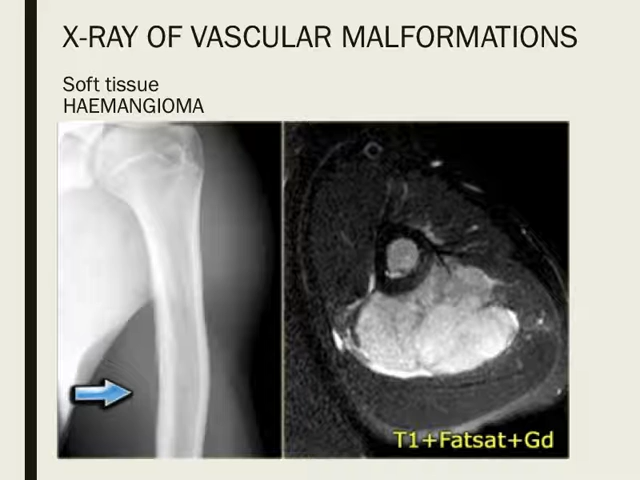 X-RAY OF VASCULAR MALFORMATIONS
Soft tissue
HAEMANGIOMA
T1+Fatsat+Gd